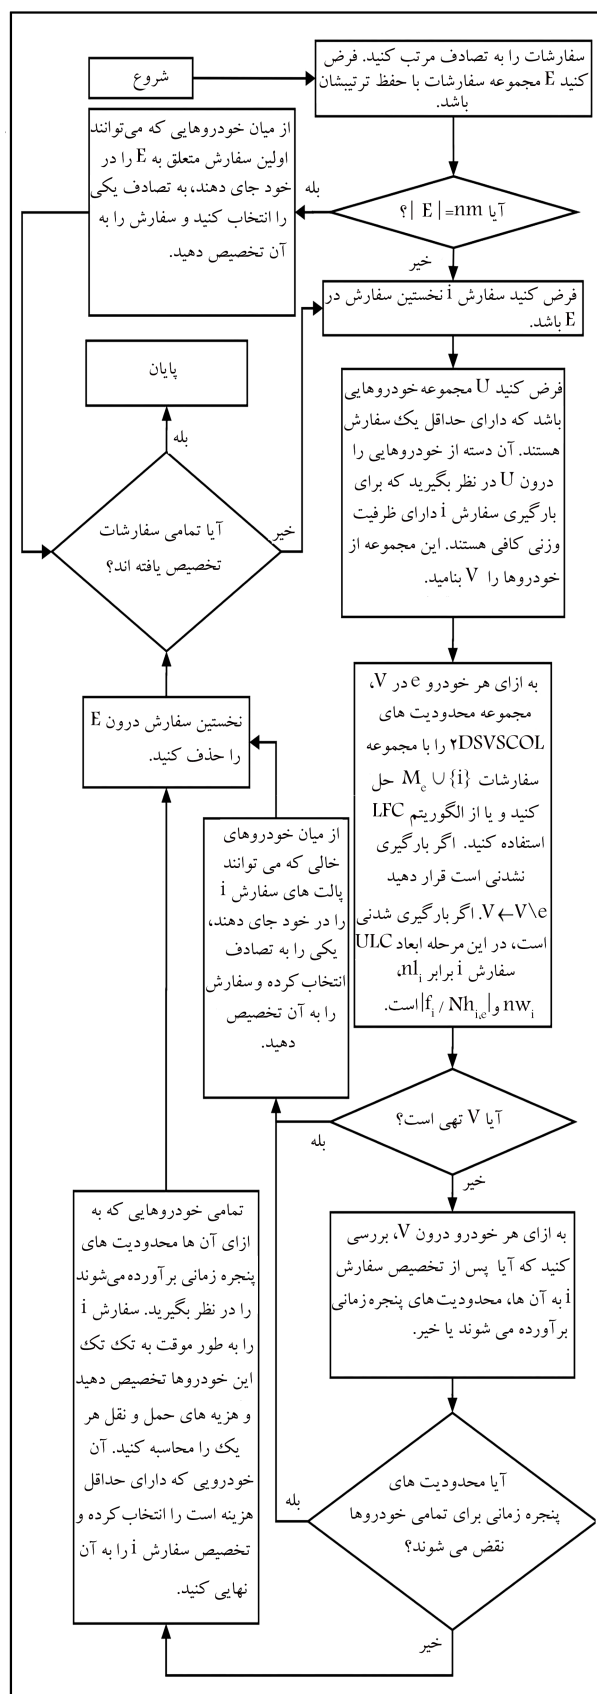 شروع
سفارشات را به تصادف مرتب کنید. فرض
کنید E مجموعه سفارشات با حفظ ترتیبشان
باشد.
آیا |E|=nm؟
بله
خیر
از میان خودروهایی که می‌توانند
اولین سفارش متعلق به E را در
خود جای دهند، به تصادف یکی
را انتخاب کنید و سفارش را به
آن تخصیص دهید.
فرض کنید سفارش i نخستین سفارش در
E باشد.
فرض کنید U مجموعه خودروهایی
باشد که دارای حداقل یک سفارش
هستند. آن دسته از خودروهایی را
درون U در نظر بگیرید که برای
بارگیری سفارش i دارای ظرفیت
وزنی کافی هستند. این مجموعه از
خودروها را V بنامید.
پایان
بله
آیا تمامی سفارشات
تخصیص یافته اند؟
خیر
به ازای هر خودرو e در V،
مجموعه محدودیت های
۲DSVSCOL را با مجموعه
سفارشات Mₑ ∪ {i} حل
کنید و یا از الگوریتم LFC
استفاده کنید. اگر بارگیری
نشدنی است قرار دهید
V←V\e. اگر بارگیری شدنی
است، در این مرحله ابعاد ULC
سفارش i برابر nl_i،
nw_i و |f_i / Nh_{i,e}| است.
نخستین سفارش درون E
را حذف کنید.
از میان خودروهای
خالی که می توانند
پالت های سفارش i
را در خود جای دهند،
یکی را به تصادف
انتخاب کرده و سفارش
را به آن تخصیص
دهید.
آیا V تهی است؟
بله
خیر
به ازای هر خودرو درون V، بررسی
کنید که آیا پس از تخصیص سفارش
i به آن ها، محدودیت‌های پنجره زمانی
برآورده می شوند یا خیر.
آیا محدودیت های
پنجره زمانی برای تمامی خودروها
نقض می شوند؟
بله
خیر
تمامی خودروهایی که به
ازای آن ها محدودیت های
پنجره زمانی برآورده می‌شوند
را در نظر بگیرید. سفارش i
را به طور موقت به تک تک
این خودروها تخصیص دهید
و هزیه های حمل و نقل هر
یک را محاسبه کنید. آن
خودرویی که دارای حداقل
هزینه است را انتخاب کرده و
تخصیص سفارش i را به آن
نهایی کنید.